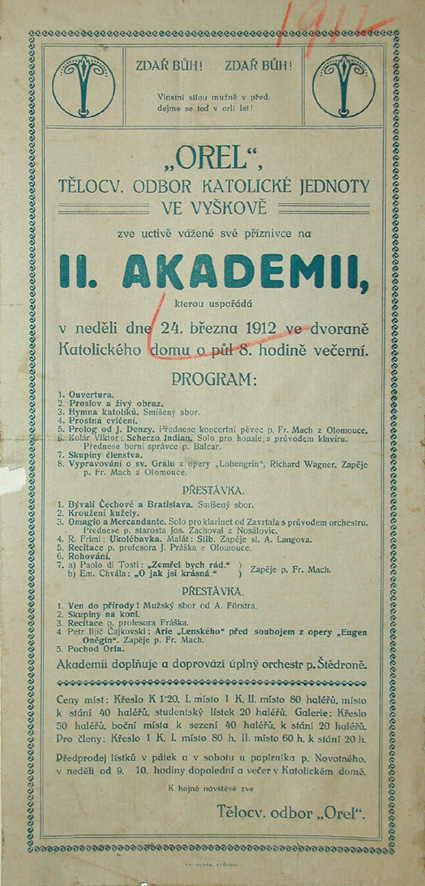 1912
ZDAŘ BŮH! ZDAŘ BŮH!
Vlastní silou mužně v před.
dejme se teď v orlí let!
„OREL“,
TĚLOCV. ODBOR KATOLICKÉ JEDNOTY
VE VYŠKOVĚ
zve uctivě vážené své příznivce na
II. AKADEMII,
kterou uspořádá
v neděli dne 24. března 1912 ve dvoraně
Katolického domu o půl 8. hodině večerní.
PROGRAM:
1. Ouvertura.
2. Proslov a živý obraz.
3. Hymna katolíků. Smíšený sbor.
4. Prostná cvičení.
5. Prolog od J. Denzy. Přednese koncertní pěvec p. Fr. Mach z Olomouce.
6. Kolář Viktor: Scherzo Indian. Solo pro housle, s průvodem klavíru.
Přednese berní správce p. Balcar.
7. Skupiny členstva.
8. Vypravování o sv. Grálu z opery „Lohengrin“, Richard Wagner. Zapěje
p. Fr. Mach z Olomouce.
PŘESTÁVKA.
1. Bývali Čechové a Bratislava. Smíšený sbor.
2. Kroužení kužely.
3. Omagio a Mercandante. Solo pro klarinet od Zavrtala s průvodem orchestru.
Přednese p. starosta Jos. Zachoval z Nosálovic.
4. R. Friml: Ukolébavka. Malát: Slib. Zapěje sl. A. Langova.
5. Recitace p. profesora J. Práška z Olomouce.
6. Rohování.
7. a) Paolo di Tosti: „Zemřel bych rád.“ )
b) Em. Chvála: „O jak jsi krásná.“ ) Zapěje p. Fr. Mach.
PŘESTÁVKA.
1. Ven do přírody! Mužský sbor od A. Förstra.
2. Skupiny na koni.
3. Recitace p. profesora Práška.
4 Petr Iljič Čajkovski: Arie „Lenského“ před soubojem z opery „Eugen
Oněgin“. Zapěje p. Fr. Mach.
5. Pochod Orla.
Akademii doplňuje a doprovází úplný orchestr p. Štědroně.
Ceny míst: Křeslo K 1·20, I. místo 1 K, II. místo 80 haléřů, místo
k stání 40 haléřů, studentský lístek 20 haléřů. Galerie: Křeslo
50 haléřů, boční místa k sezení 40 haléřů, k stání 20 haléřů.
Pro členy: Křeslo 1 K, I. místo 80 h. II. místo 60 h. k stání 20 h.
Předprodej lístků v pátek a v sobotu u papírníka p. Novotného,
v neděli od 9. 10. hodiny dopolední a večer v Katolickém domě.
K hojné návštěvě zve
Tělocv. odbor „Orel“.